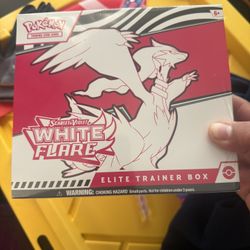 Pokémon
TRADING CARD GAME
6+
SCARLET & VIOLET
WHITE
FLARE
ELITE TRAINER BOX
WARNING: CHOKING HAZARD-Small parts. Not for children under 3 years.